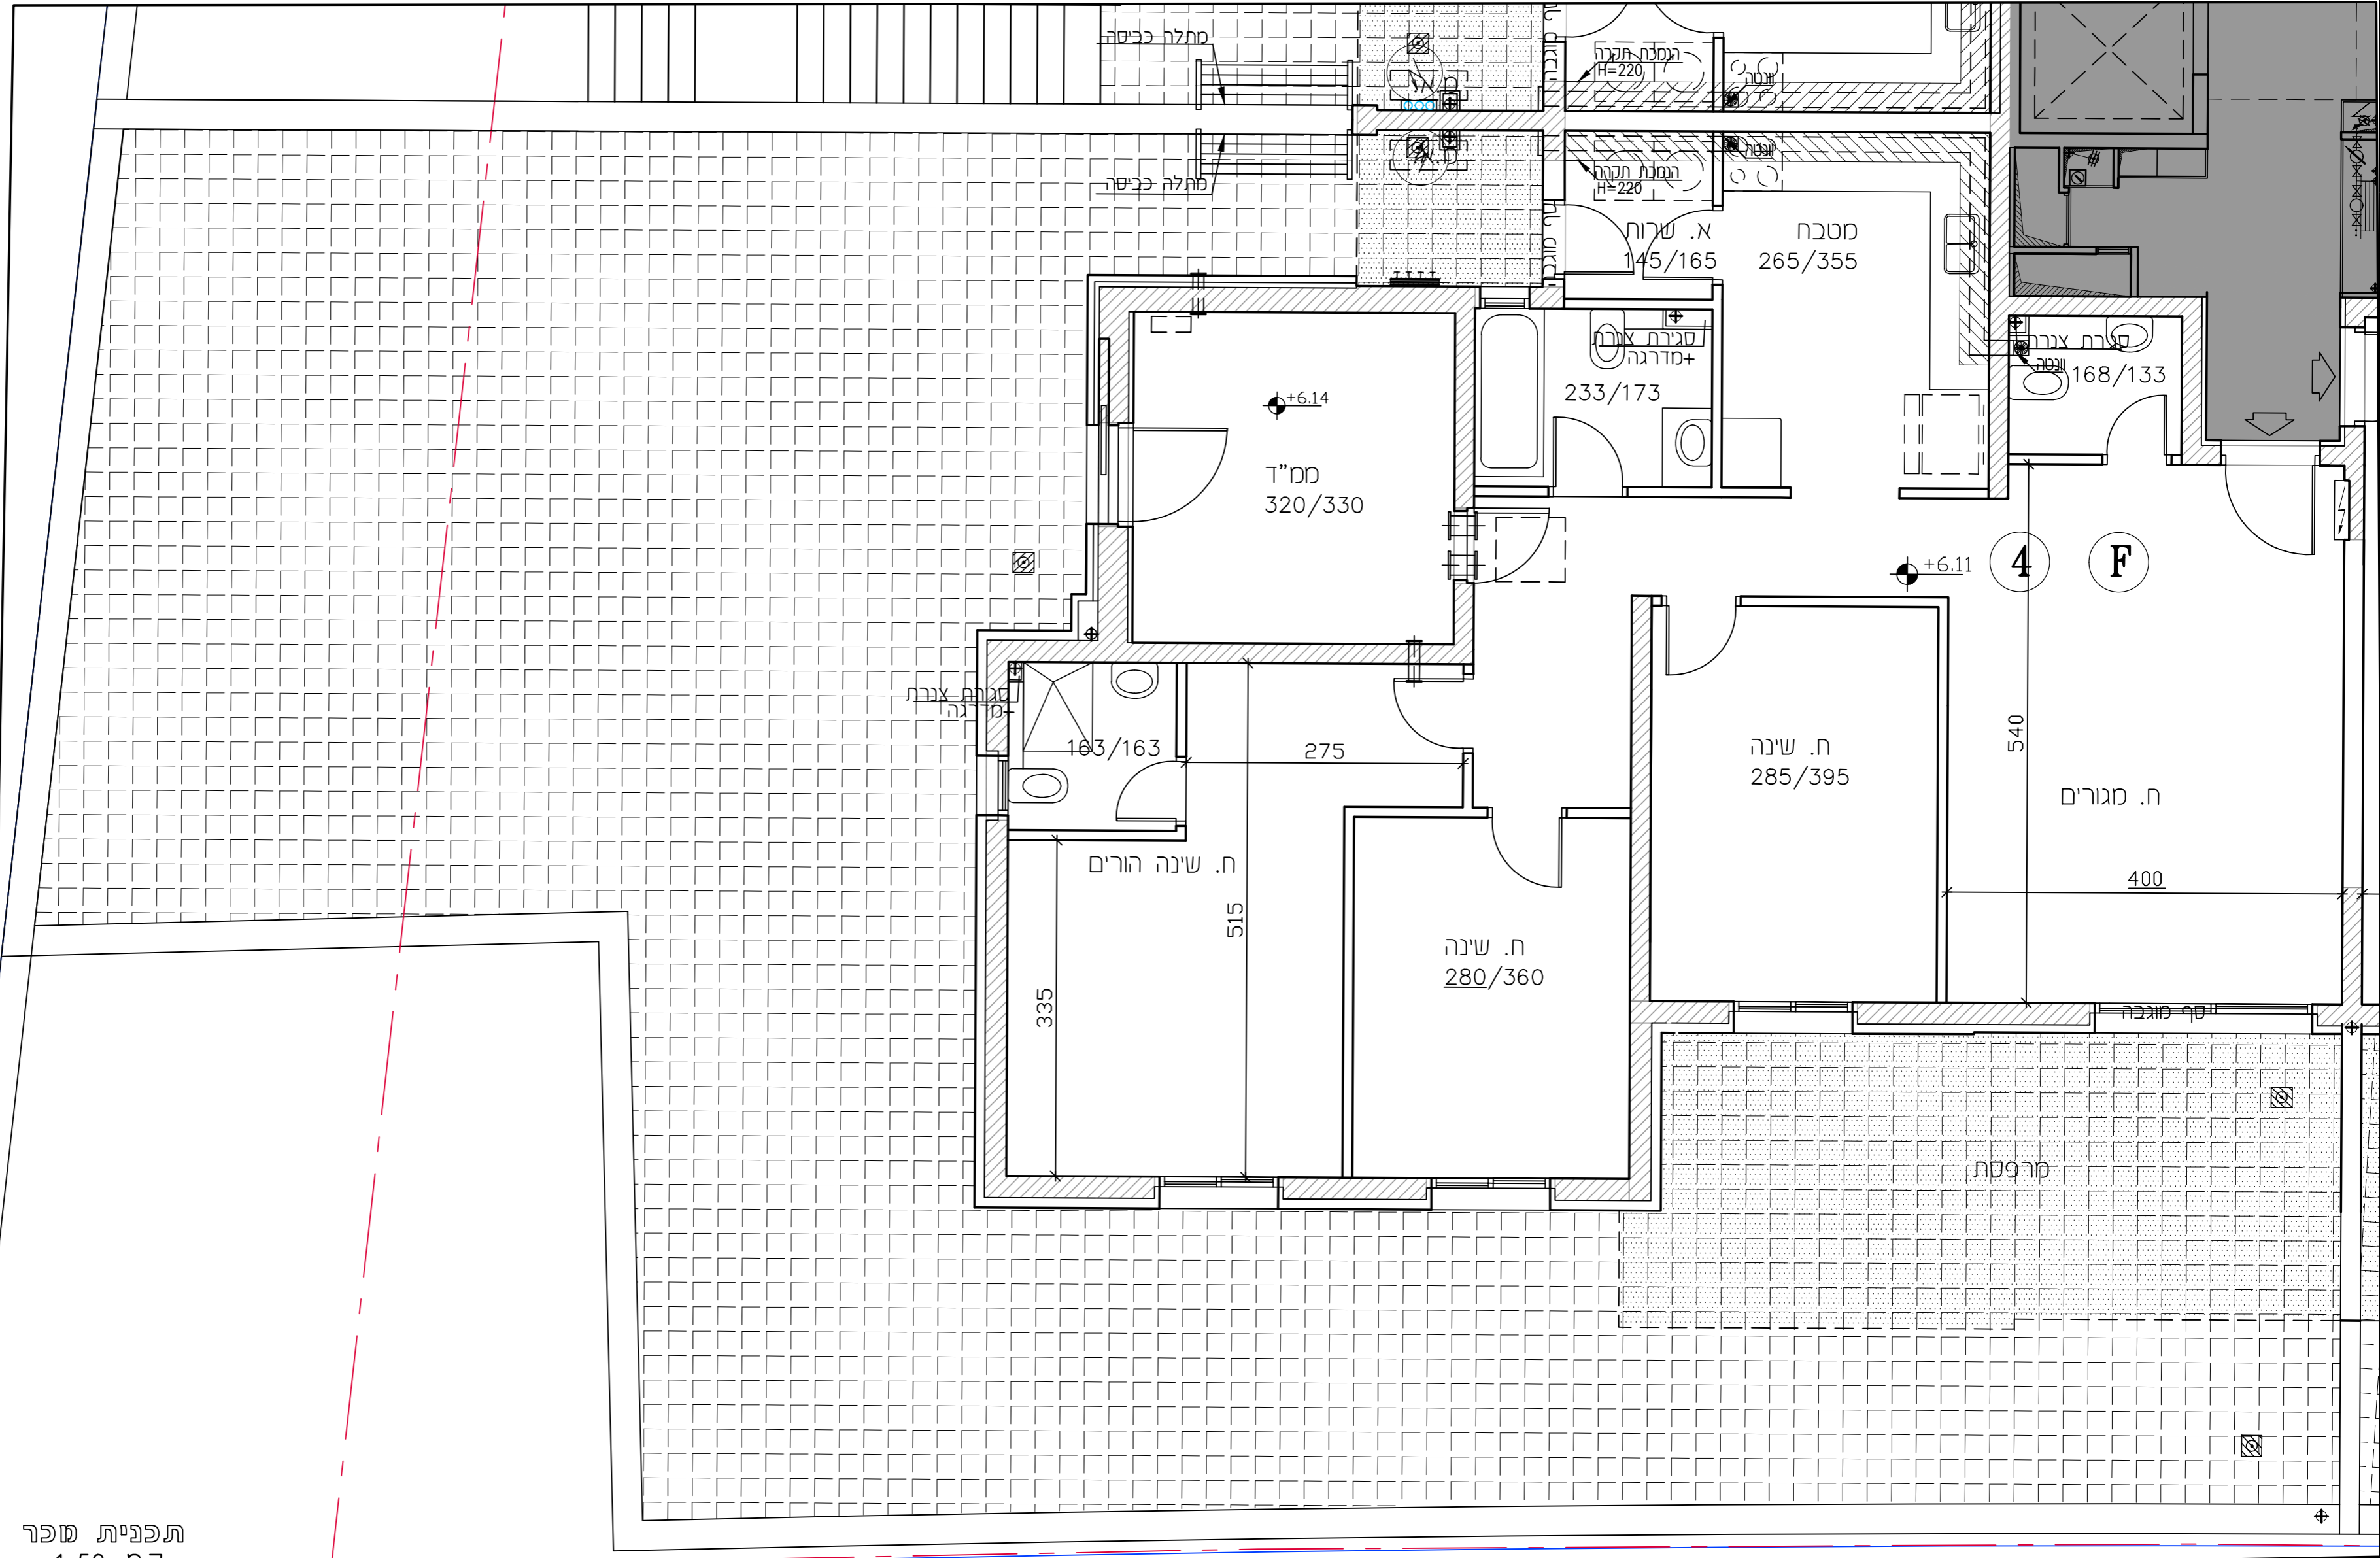 מתלה כביסה
הנמכת תקרה
H=220
וונטה
מ.א.
מתלה כביסה
הנמכת תקרה
H=220
וונטה
א. שרות
145/165
מטבח
265/355
סגירת צנרת
+מדרגה
233/173
סגירת צנרת
וונטה
168/133
+6.14
ממ"ד
320/330
+6.11
4
F
סגירת צנרת
+מדרגה
163/163
275
ח. שינה
285/395
540
ח. מגורים
400
ח. שינה הורים
515
335
ח. שינה
280/360
סף מוגבה
מרפסת
תכנית מכר